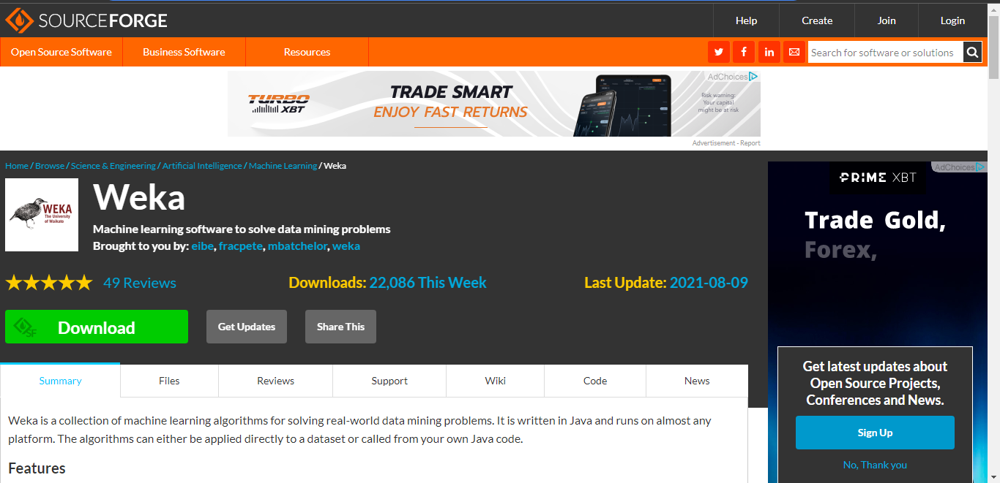 SOURCEFORGE
Help Create Join Login
Open Source Software Business Software Resources
Search for software or solutions
AdChoices
TURBO XBT
TRADE SMART
ENJOY FAST RETURNS
Risk warning:
Your capital
might be at risk
Advertisement - Report
Home / Browse / Science & Engineering / Artificial Intelligence / Machine Learning / Weka
WEKA
The University
of Waikato
Weka
Machine learning software to solve data mining problems
Brought to you by: eibe, fracpete, mbatchelor, weka
49 Reviews
Downloads: 22,086 This Week
Last Update: 2021-08-09
SF
Download
Get Updates
Share This
Summary Files Reviews Support Wiki Code News
Weka is a collection of machine learning algorithms for solving real-world data mining problems. It is written in Java and runs on almost any
platform. The algorithms can either be applied directly to a dataset or called from your own Java code.
Features
AdChoices
PRIME XBT
Trade Gold,
Forex,
Get latest updates about
Open Source Projects,
Conferences and News.
Sign Up
No, Thank you